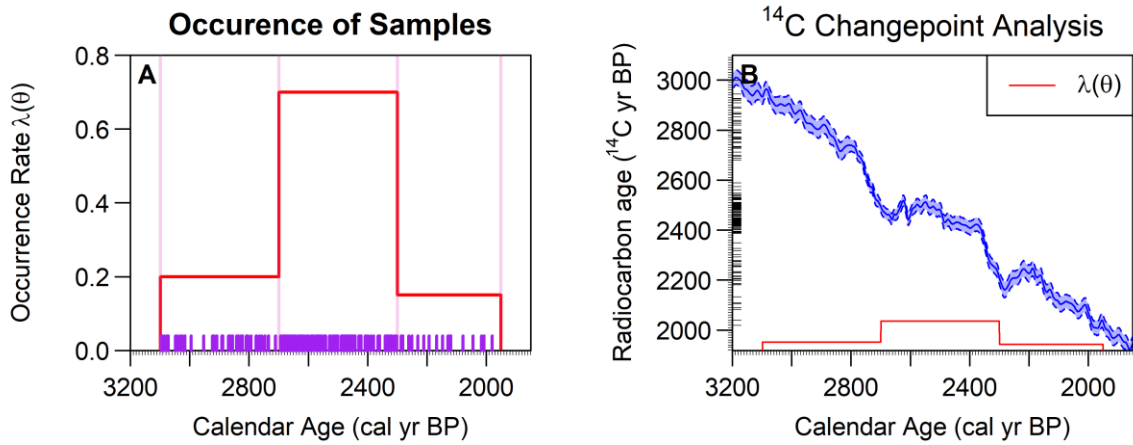 Occurence of Samples
A
0.8
0.6
0.4
0.2
0.0
Occurrence Rate λ(θ)
3200 2800 2400 2000
Calendar Age (cal yr BP)
¹⁴C Changepoint Analysis
B
λ(θ)
3000
2800
2600
2400
2200
2000
Radiocarbon age (¹⁴C yr BP)
3200 2800 2400 2000
Calendar Age (cal yr BP)